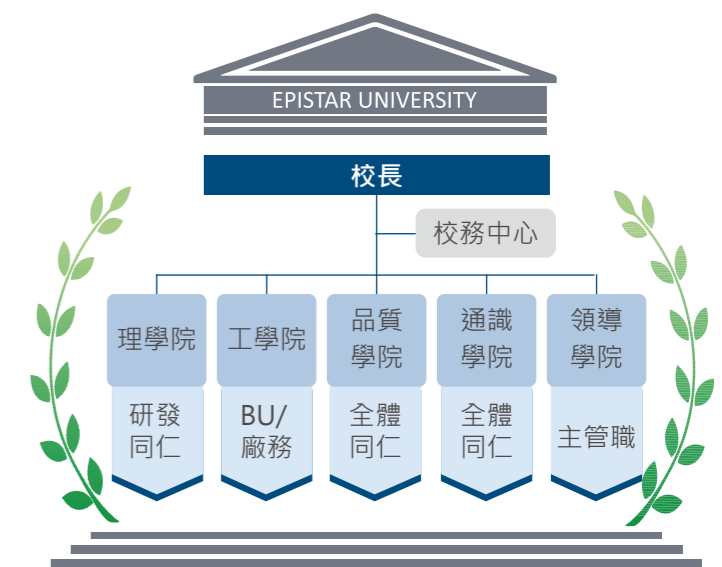 EPISTAR UNIVERSITY
校長
校務中心
理學院
工學院
品質
學院
通識
學院
領導
學院
研發
同仁
BU/
廠務
全體
同仁
全體
同仁
主管職